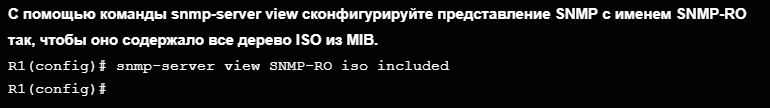 С помощью команды snmp-server view сконфигурируйте представление SNMP с именем SNMP-RO
так, чтобы оно содержало все дерево ISO из MIB.
R1(config)# snmp-server view SNMP-RO iso included
R1(config)#